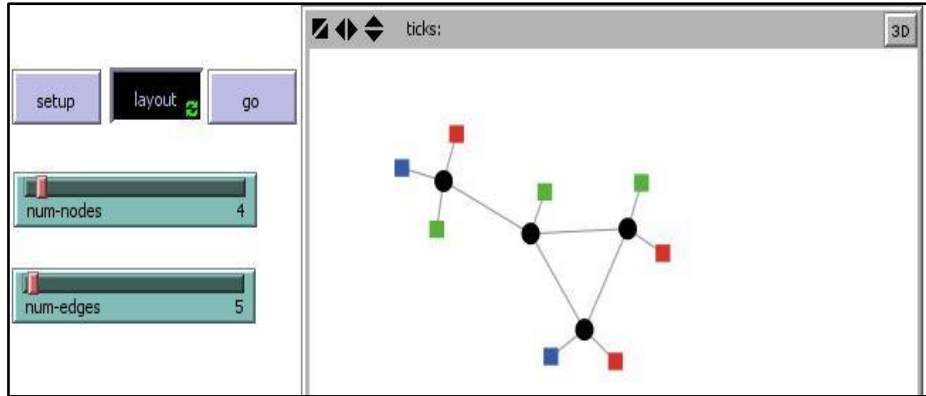 ticks:
3D
setup
layout
go
num-nodes 4
num-edges 5